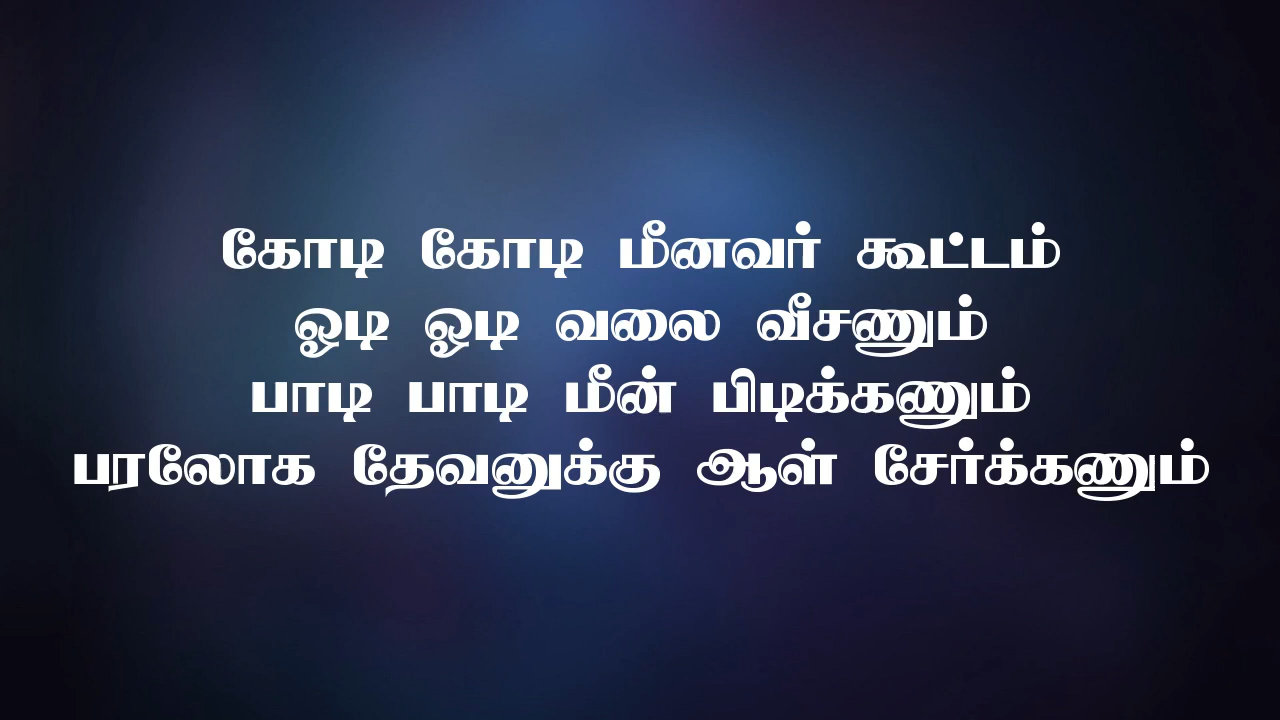 கோடி கோடி மீனவர் கூட்டம்
ஓடி ஓடி வலை வீசணும்
பாடி பாடி மீன் பிடிக்கணும்
பரலோக தேவனுக்கு ஆள் சேர்க்கணும்